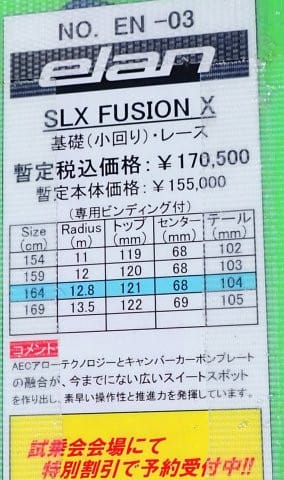 NO. EN -03
elan
SLX FUSION X
基礎(小回り)・レース
暫定税込価格:¥170,500
暫定本体価格:¥155,000
(専用ビンディング付)
Size (cm) Radius (m) トップ (mm) センター (mm) テール (mm)
154 11 119 68 102
159 12 120 68 103
164 12.8 121 68 104
169 13.5 122 69 105
コメント
AECアローテクノロジーとキャンバーカーボンプレート
の融合が、今までにない広いスイートスポット
を作り出し、素早い操作性と推進力を発揮しています。
試乗会会場にて
特別割引で予約受付中!!